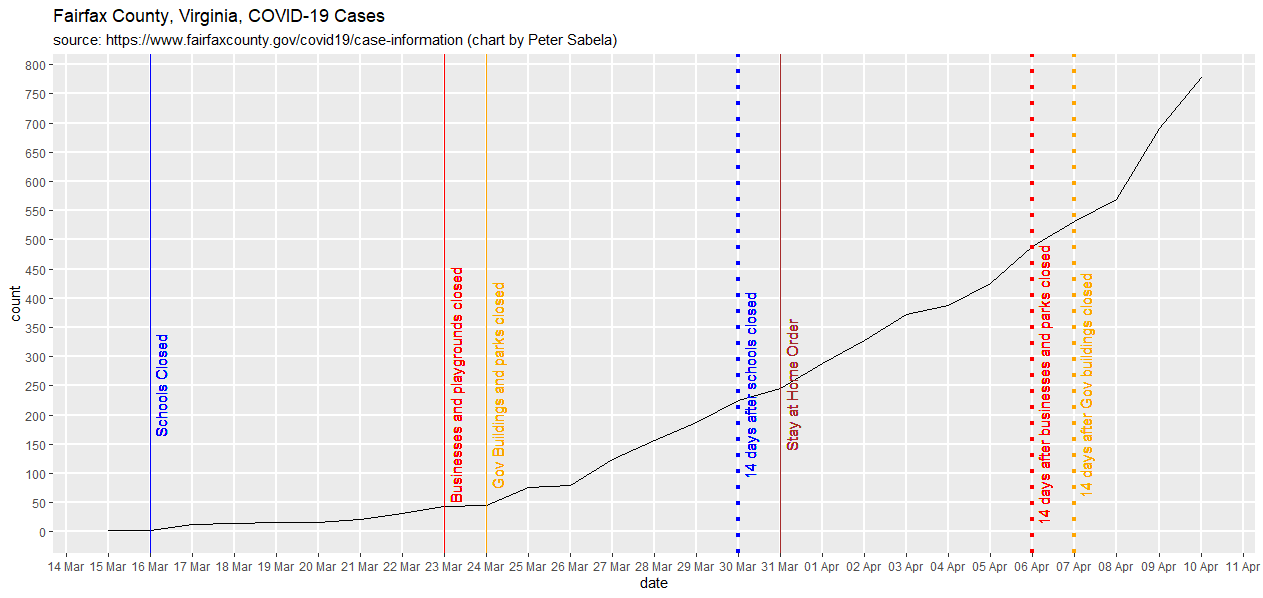 Fairfax County, Virginia, COVID-19 Cases
source: https://www.fairfaxcounty.gov/covid19/case-information (chart by Peter Sabela)
800
750
700
650
600
550
500
450
400
350
300
250
200
150
100
50
0
count
Schools Closed
Businesses and playgrounds closed
Gov Buildings and parks closed
14 days after schools closed
Stay at Home Order
14 days after businesses and parks closed
14 days after Gov buildings closed
14 Mar 15 Mar 16 Mar 17 Mar 18 Mar 19 Mar 20 Mar 21 Mar 22 Mar 23 Mar 24 Mar 25 Mar 26 Mar 27 Mar 28 Mar 29 Mar 30 Mar 31 Mar 01 Apr 02 Apr 03 Apr 04 Apr 05 Apr 06 Apr 07 Apr 08 Apr 09 Apr 10 Apr 11 Apr
date